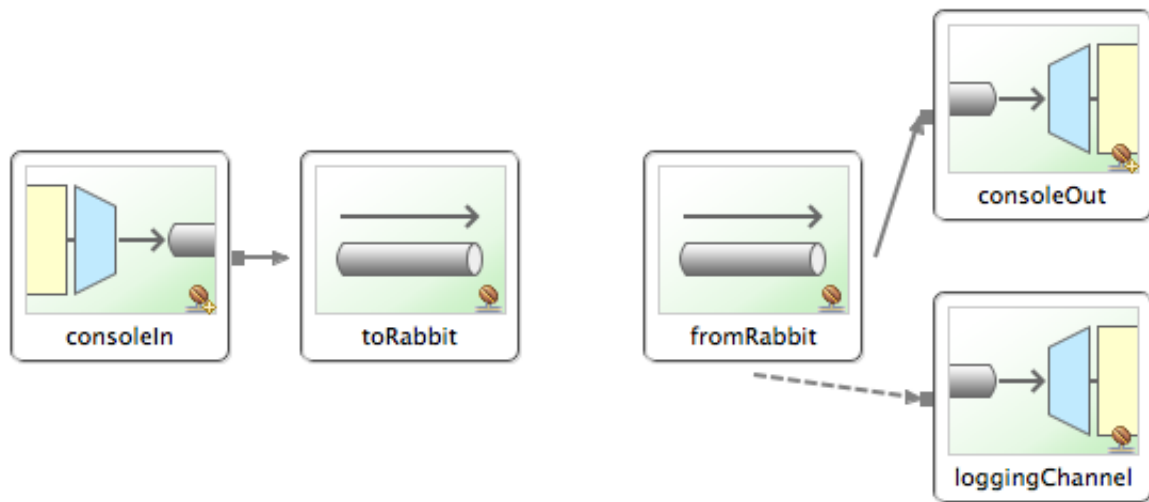 consoleIn
toRabbit
fromRabbit
consoleOut
loggingChannel